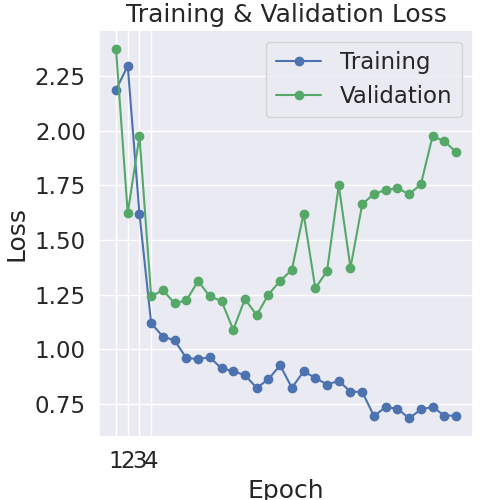 Training & Validation Loss
Training
Validation
2.25
2.00
1.75
1.50
1.25
1.00
0.75
Loss
1234
Epoch